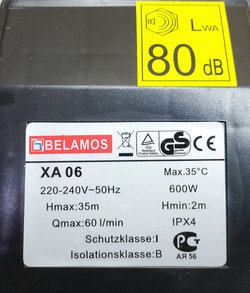 LWA
80 dB
BELAMOS
GS
XA 06 Max.35°C
220-240V~50Hz 600W
Hmax:35m Hmin:2m
Qmax:60 l/min IPX4
Schutzklasse:I
Isolationsklasse:B
АЯ 56